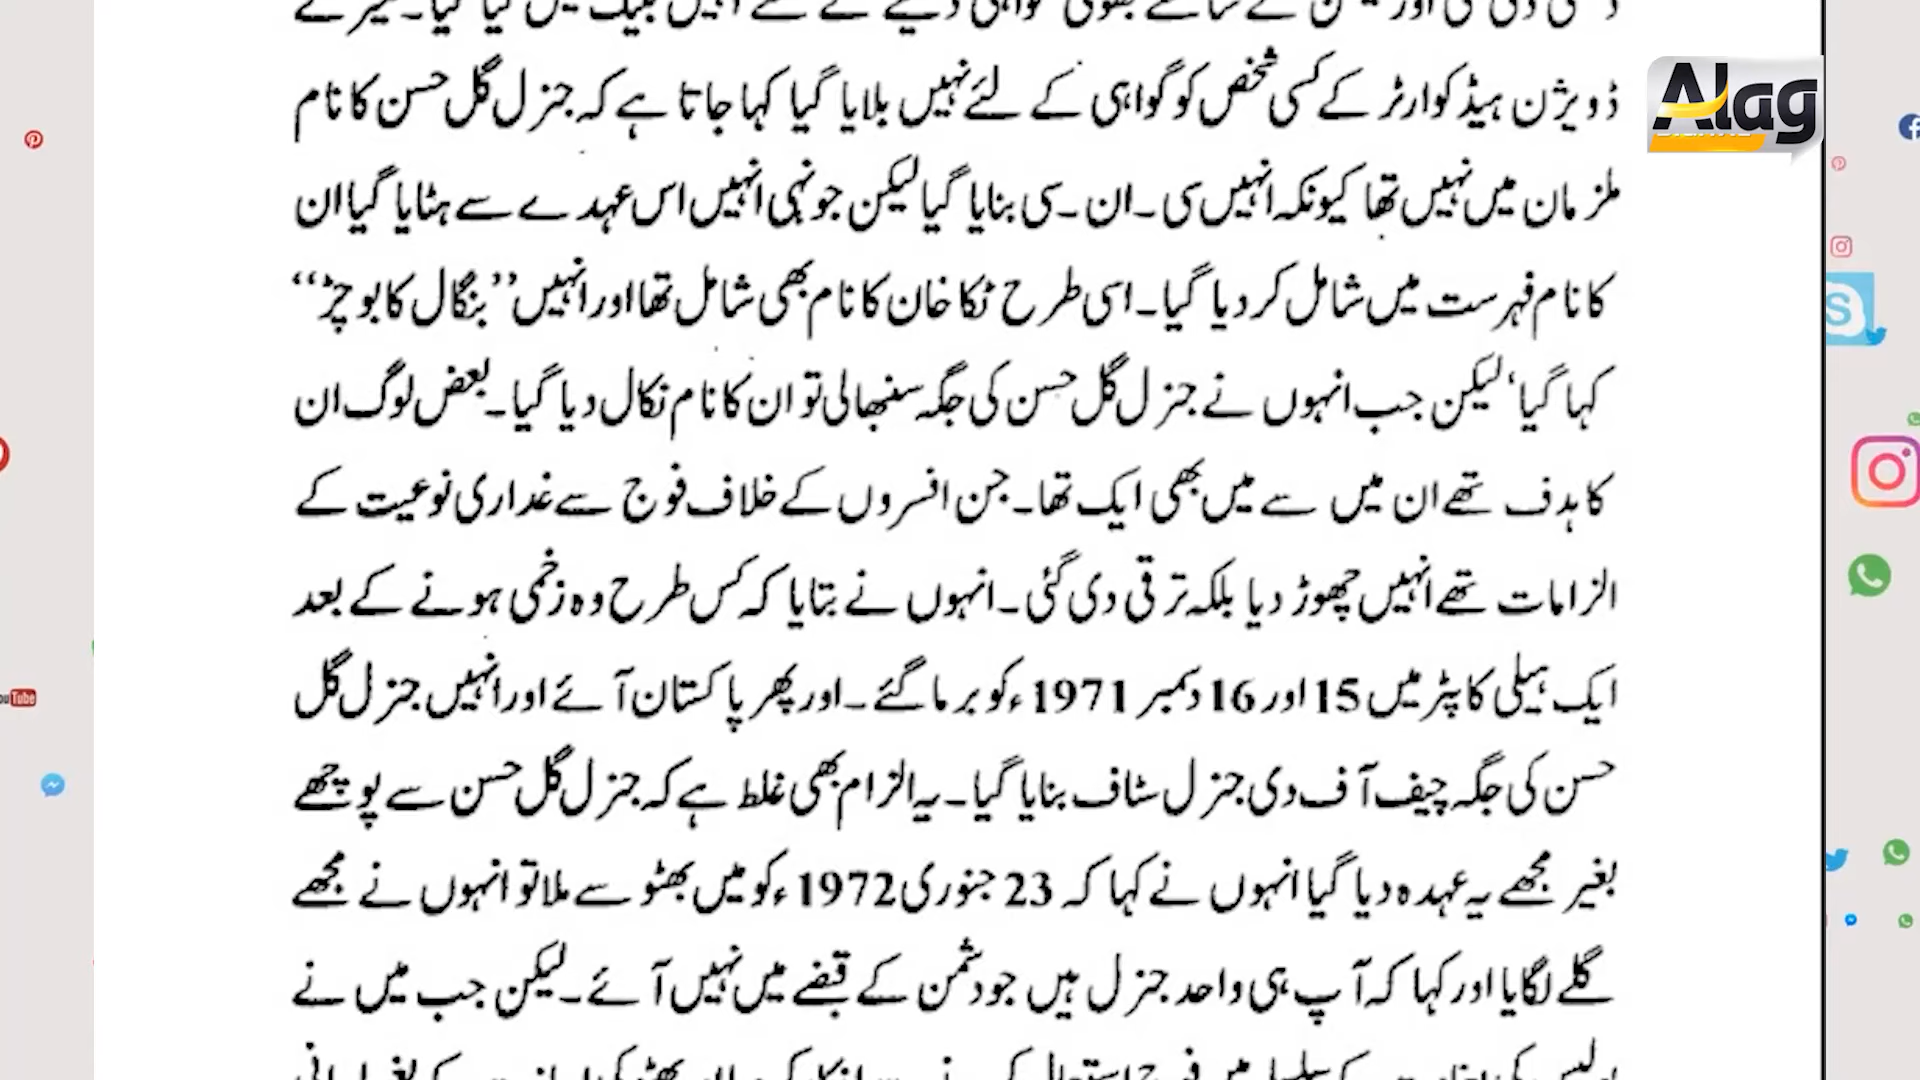 ڈویژن ہیڈکوارٹر کے کسی شخص کو گواہی کے لئے نہیں بلایا گیا کہا جاتا ہے کہ جنرل گل حسن کا نام
ملزمان میں نہیں تھا کیونکہ انہیں سی۔ان۔سی بنایا گیا لیکن جونہی انہیں اس عہدے سے ہٹایا گیا ان
کا نام فہرست میں شامل کر دیا گیا۔ اسی طرح ٹکا خان کا نام بھی شامل تھا اور انہیں ”بنگال کا بوچڑ“
کہا گیا‘ لیکن جب انہوں نے جنرل گل حسن کی جگہ سنبھالی تو ان کا نام نکال دیا گیا۔ بعض لوگ ان
کا ہدف تھے ان میں سے میں بھی ایک تھا۔ جن افسروں کے خلاف فوج سے غداری نوعیت کے
الزامات تھے انہیں چھوڑ دیا بلکہ ترقی دی گئی۔ انہوں نے بتایا کہ کس طرح وہ زخمی ہونے کے بعد
ایک ہیلی کاپٹر میں 15 اور 16 دسمبر 1971ء کو برما گئے۔ اور پھر پاکستان آئے اور انہیں جنرل گل
حسن کی جگہ چیف آف دی جنرل سٹاف بنایا گیا۔ یہ الزام بھی غلط ہے کہ جنرل گل حسن سے پوچھے
بغیر مجھے یہ عہدہ دیا گیا انہوں نے کہا کہ 23 جنوری 1972ء کو میں بھٹو سے ملا تو انہوں نے مجھے
گلے لگایا اور کہا کہ آپ ہی واحد جنرل ہیں جو دشمن کے قبضے میں نہیں آئے۔ لیکن جب میں نے
Alag
Tube